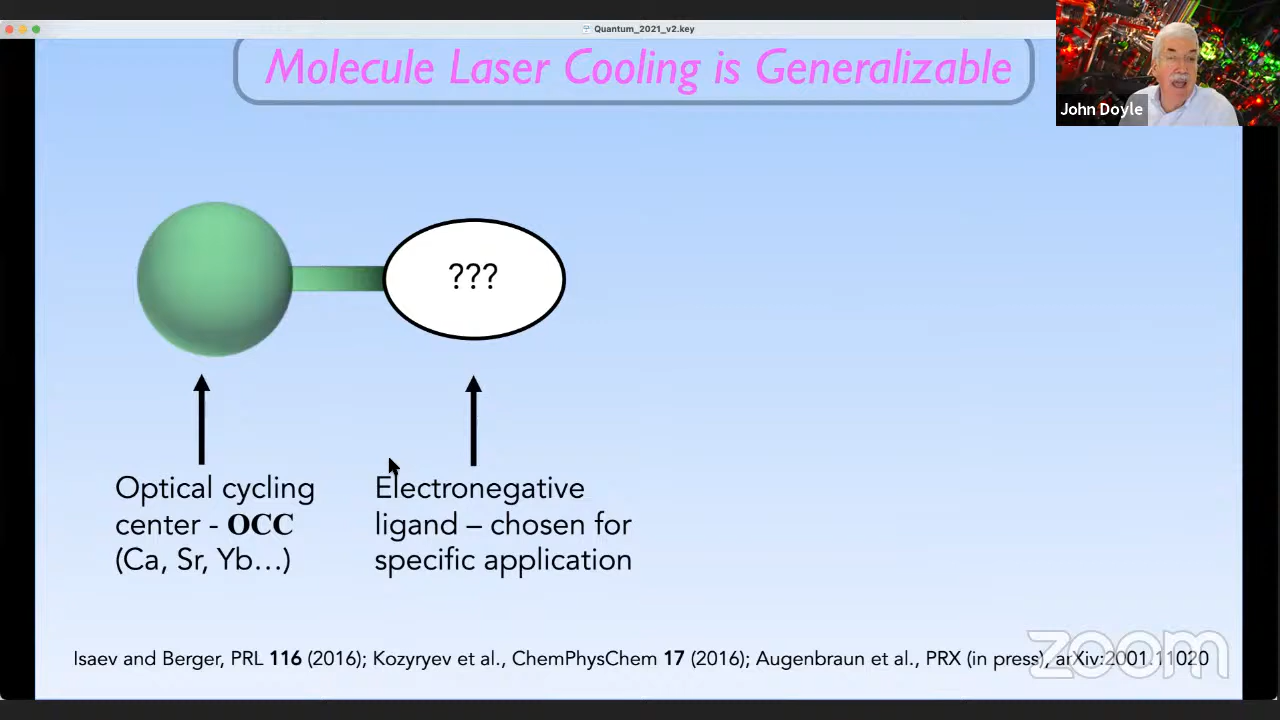 Quantum_2021_v2.key
Molecule Laser Cooling is Generalizable
John Doyle
???
Optical cycling
center - OCC
(Ca, Sr, Yb…)
Electronegative
ligand – chosen for
specific application
Isaev and Berger, PRL 116 (2016); Kozyryev et al., ChemPhysChem 17 (2016); Augenbraun et al., PRX (in press), arXiv:2001.11020
zoom